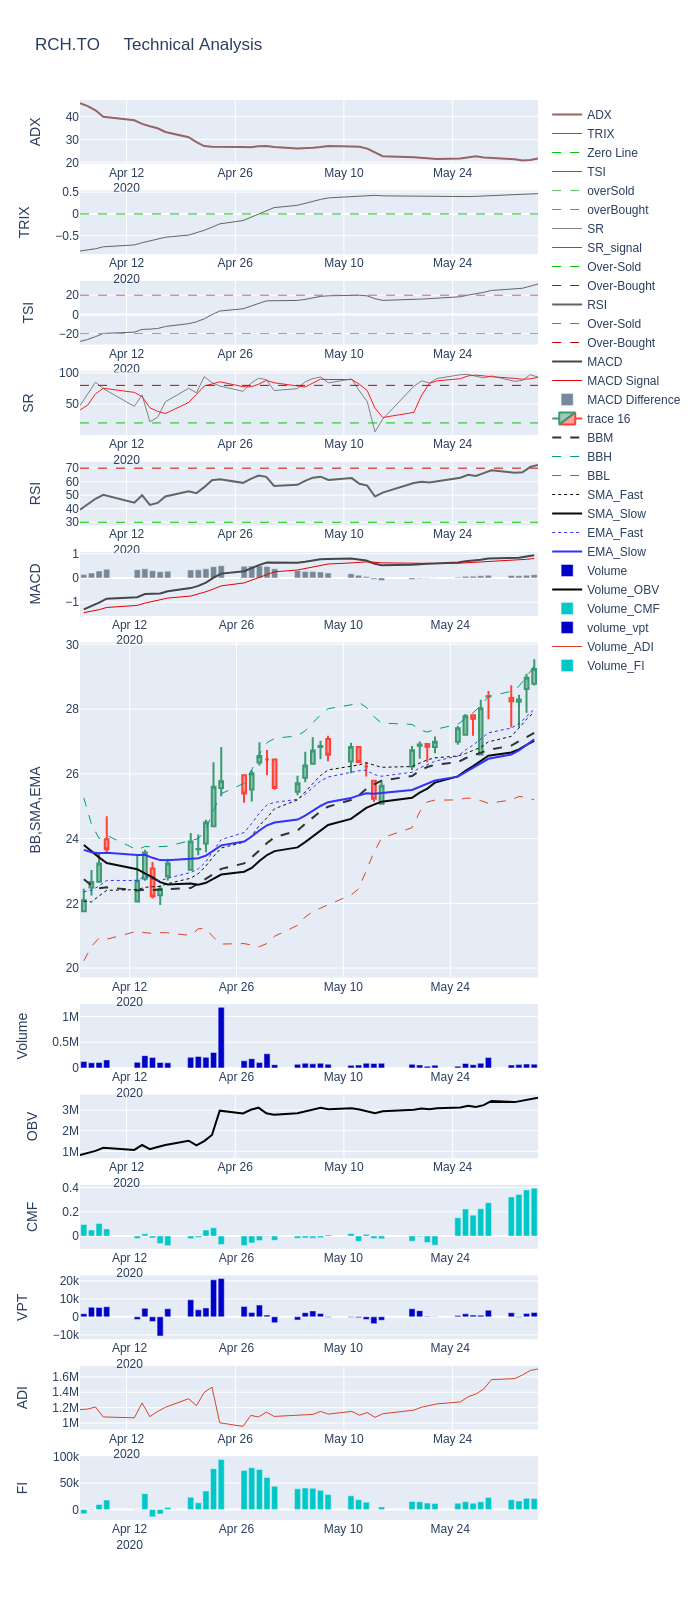 RCH.TO Technical Analysis
ADX
40
30
20
Apr 12
2020
Apr 26
May 10
May 24
TRIX
0.5
0
−0.5
Apr 12
2020
Apr 26
May 10
May 24
TSI
20
0
−20
Apr 12
2020
Apr 26
May 10
May 24
SR
100
50
Apr 12
2020
Apr 26
May 10
May 24
RSI
70
60
50
40
30
Apr 12
2020
Apr 26
May 10
May 24
MACD
1
0
−1
Apr 12
2020
Apr 26
May 10
May 24
BB,SMA,EMA
30
28
26
24
22
20
Apr 12
2020
Apr 26
May 10
May 24
Volume
1M
0.5M
0
Apr 12
2020
Apr 26
May 10
May 24
OBV
3M
2M
1M
Apr 12
2020
Apr 26
May 10
May 24
CMF
0.4
0.2
0
Apr 12
2020
Apr 26
May 10
May 24
VPT
20k
10k
0
−10k
Apr 12
2020
Apr 26
May 10
May 24
ADI
1.6M
1.4M
1.2M
1M
Apr 12
2020
Apr 26
May 10
May 24
FI
100k
50k
0
Apr 12
2020
Apr 26
May 10
May 24
ADX
TRIX
Zero Line
TSI
overSold
overBought
SR
SR_signal
Over-Sold
Over-Bought
RSI
Over-Sold
Over-Bought
MACD
MACD Signal
MACD Difference
trace 16
BBM
BBH
BBL
SMA_Fast
SMA_Slow
EMA_Fast
EMA_Slow
Volume
Volume_OBV
Volume_CMF
volume_vpt
Volume_ADI
Volume_FI